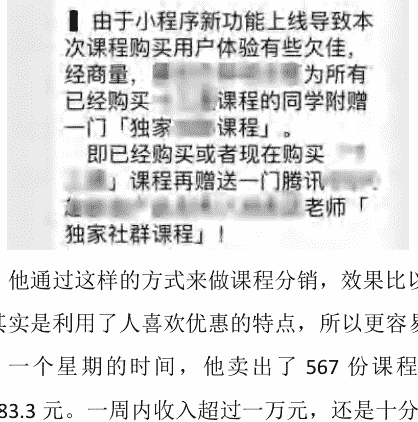 由于小程序新功能上线导致本
次课程购买用户体验有些欠佳，
经商量，为所有
已经购买课程的同学附赠
一门「独家课程」。
即已经购买或者现在购买
」课程再赠送一门腾讯
老师「
独家社群课程」！
他通过这样的方式来做课程分销，效果比以
其实是利用了人喜欢优惠的特点，所以更容易
一个星期的时间，他卖出了 567 份课程
83.3 元。一周内收入超过一万元，还是十分